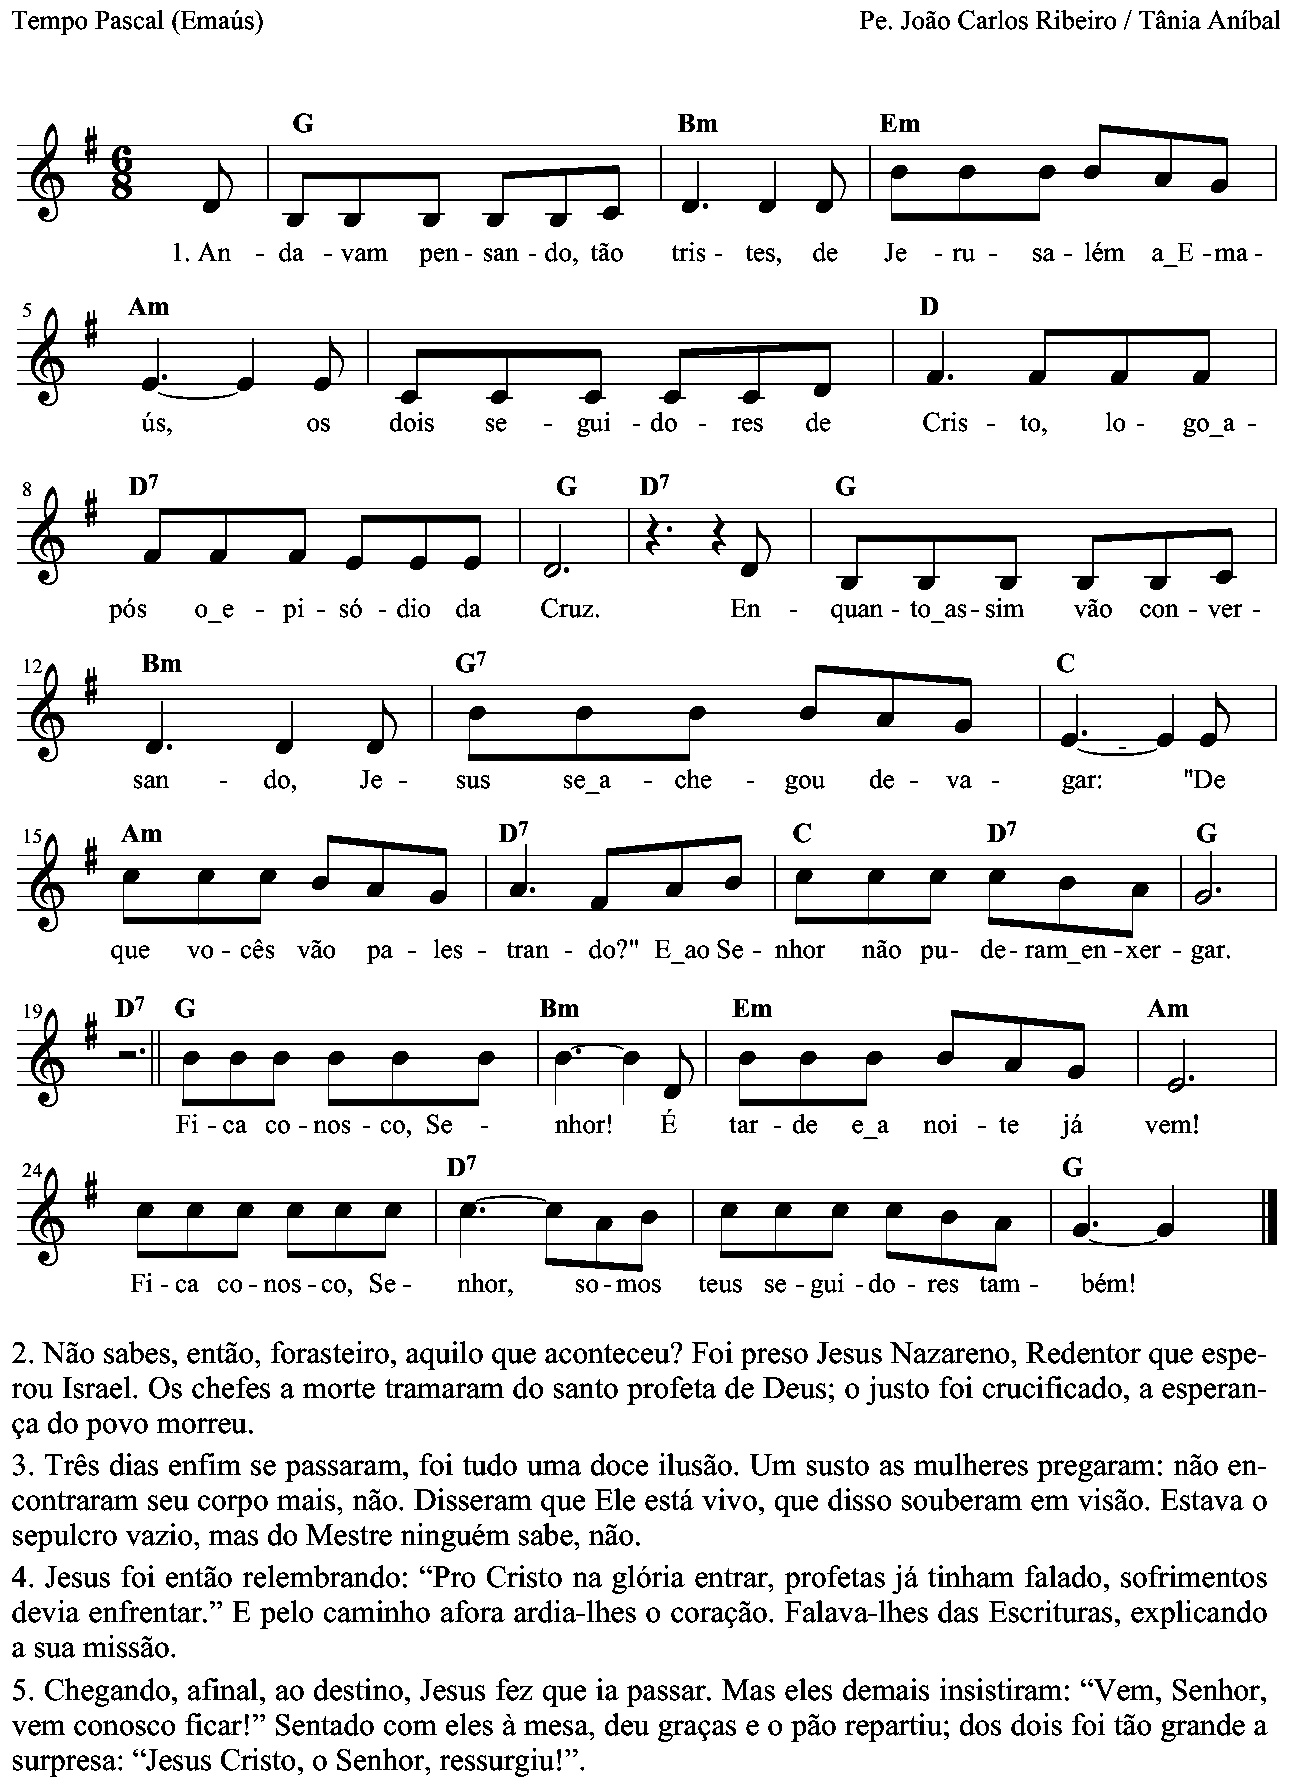 Tempo Pascal (Emaús) Pe. João Carlos Ribeiro / Tânia Aníbal
G Bm Em
6
8
1. An - da - vam pen - san - do, tão tris - tes, de Je - ru - sa - lém a_E - ma -
5 Am D
ús, os dois se - gui - do - res de Cris - to, lo - go_a -
8 D7 G D7 G
pós o_e - pi - só - dio da Cruz. En - quan - to_as - sim vão con - ver -
12 Bm G7 C
san - do, Je - sus se_a - che - gou de - va - gar: "De
15 Am D7 C D7 G
que vo - cês vão pa - les - tran - do?" E_ao Se - nhor não pu - de - ram_en - xer - gar.
19 D7 G Bm Em Am
Fi - ca co - nos - co, Se - nhor! É tar - de e_a noi - te já vem!
24 D7 G
Fi - ca co - nos - co, Se - nhor, so - mos teus se - gui - do - res tam - bém!
2. Não sabes, então, forasteiro, aquilo que aconteceu? Foi preso Jesus Nazareno, Redentor que espe-
rou Israel. Os chefes a morte tramaram do santo profeta de Deus; o justo foi crucificado, a esperan-
ça do povo morreu.
3. Três dias enfim se passaram, foi tudo uma doce ilusão. Um susto as mulheres pregaram: não en-
contraram seu corpo mais, não. Disseram que Ele está vivo, que disso souberam em visão. Estava o
sepulcro vazio, mas do Mestre ninguém sabe, não.
4. Jesus foi então relembrando: “Pro Cristo na glória entrar, profetas já tinham falado, sofrimentos
devia enfrentar.” E pelo caminho afora ardia-lhes o coração. Falava-lhes das Escrituras, explicando
a sua missão.
5. Chegando, afinal, ao destino, Jesus fez que ia passar. Mas eles demais insistiram: “Vem, Senhor,
vem conosco ficar!” Sentado com eles à mesa, deu graças e o pão repartiu; dos dois foi tão grande a
surpresa: “Jesus Cristo, o Senhor, ressurgiu!”.